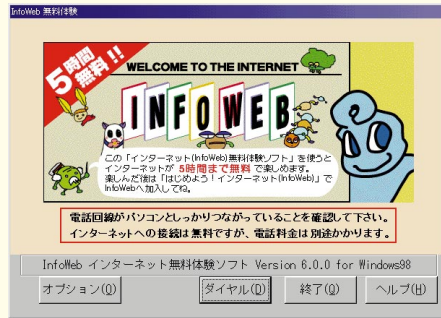 InfoWeb 無料体験
5時間
無料!!
WELCOME TO THE INTERNET
INFOWEB
この「インターネット(InfoWeb)無料体験ソフト」を使うと
インターネットが 5時間まで無料 で楽しめます。
楽しんだ後は「はじめよう!インターネット(InfoWeb)」で
InfoWebへ加入してね。
電話回線がパソコンとしっかりつながっていることを確認して下さい。
インターネットへの接続は無料ですが、電話料金は別途かかります。
InfoWeb インターネット無料体験ソフト Version 6.0.0 for Windows98
オプション(O) ダイヤル(D) 終了(Q) ヘルプ(H)